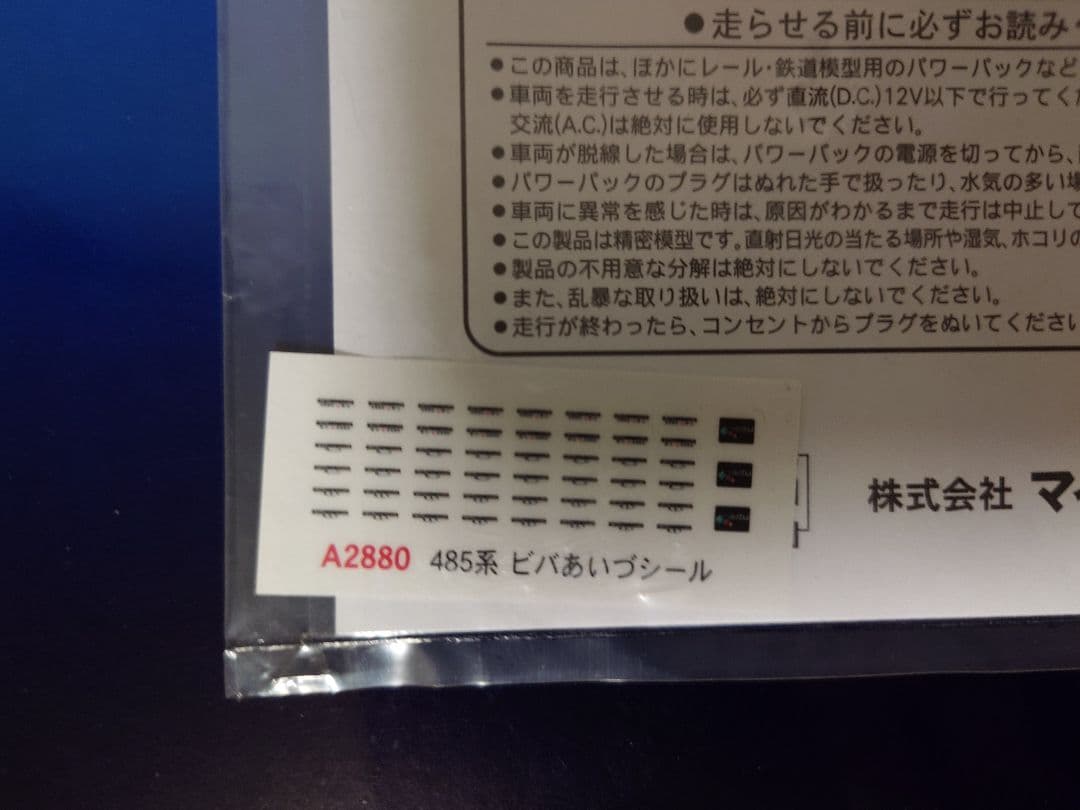 ●走らせる前に必ずお読み
●この商品は、ほかにレール・鉄道模型用のパワーパックなど
●車両を走行させる時は、必ず直流(D.C.)12V以下で行ってく
交流(A.C.)は絶対に使用しないでください。
●車両が脱線した場合は、パワーパックの電源を切ってから、
●パワーパックのプラグはぬれた手で扱ったり、水気の多い場
●車両に異常を感じた時は、原因がわかるまで走行は中止して
●この製品は精密模型です。直射日光の当たる場所や湿気、ホコリの
●製品の不用意な分解は絶対にしないでください。
●また、乱暴な取り扱いは、絶対にしないでください。
●走行が終わったら、コンセントからプラグをぬいてください
株式会社 マイ
A2880 485系 ビバあいづシール